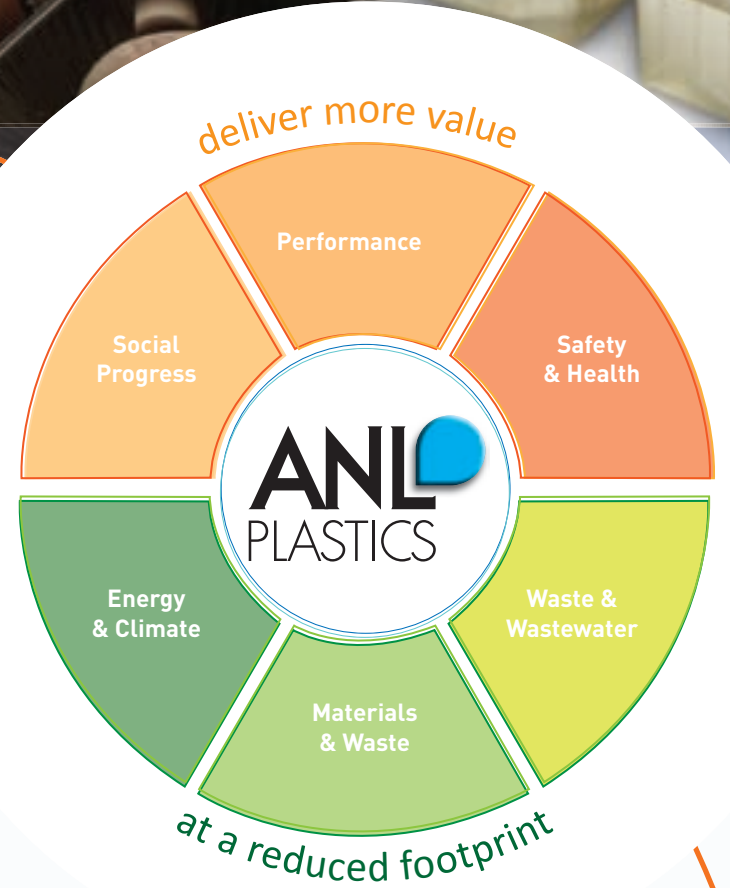 deliver more value
Performance
Social
Progress
Safety
& Health
ANL
PLASTICS
Energy
& Climate
Waste &
Wastewater
Materials
& Waste
at a reduced footprint